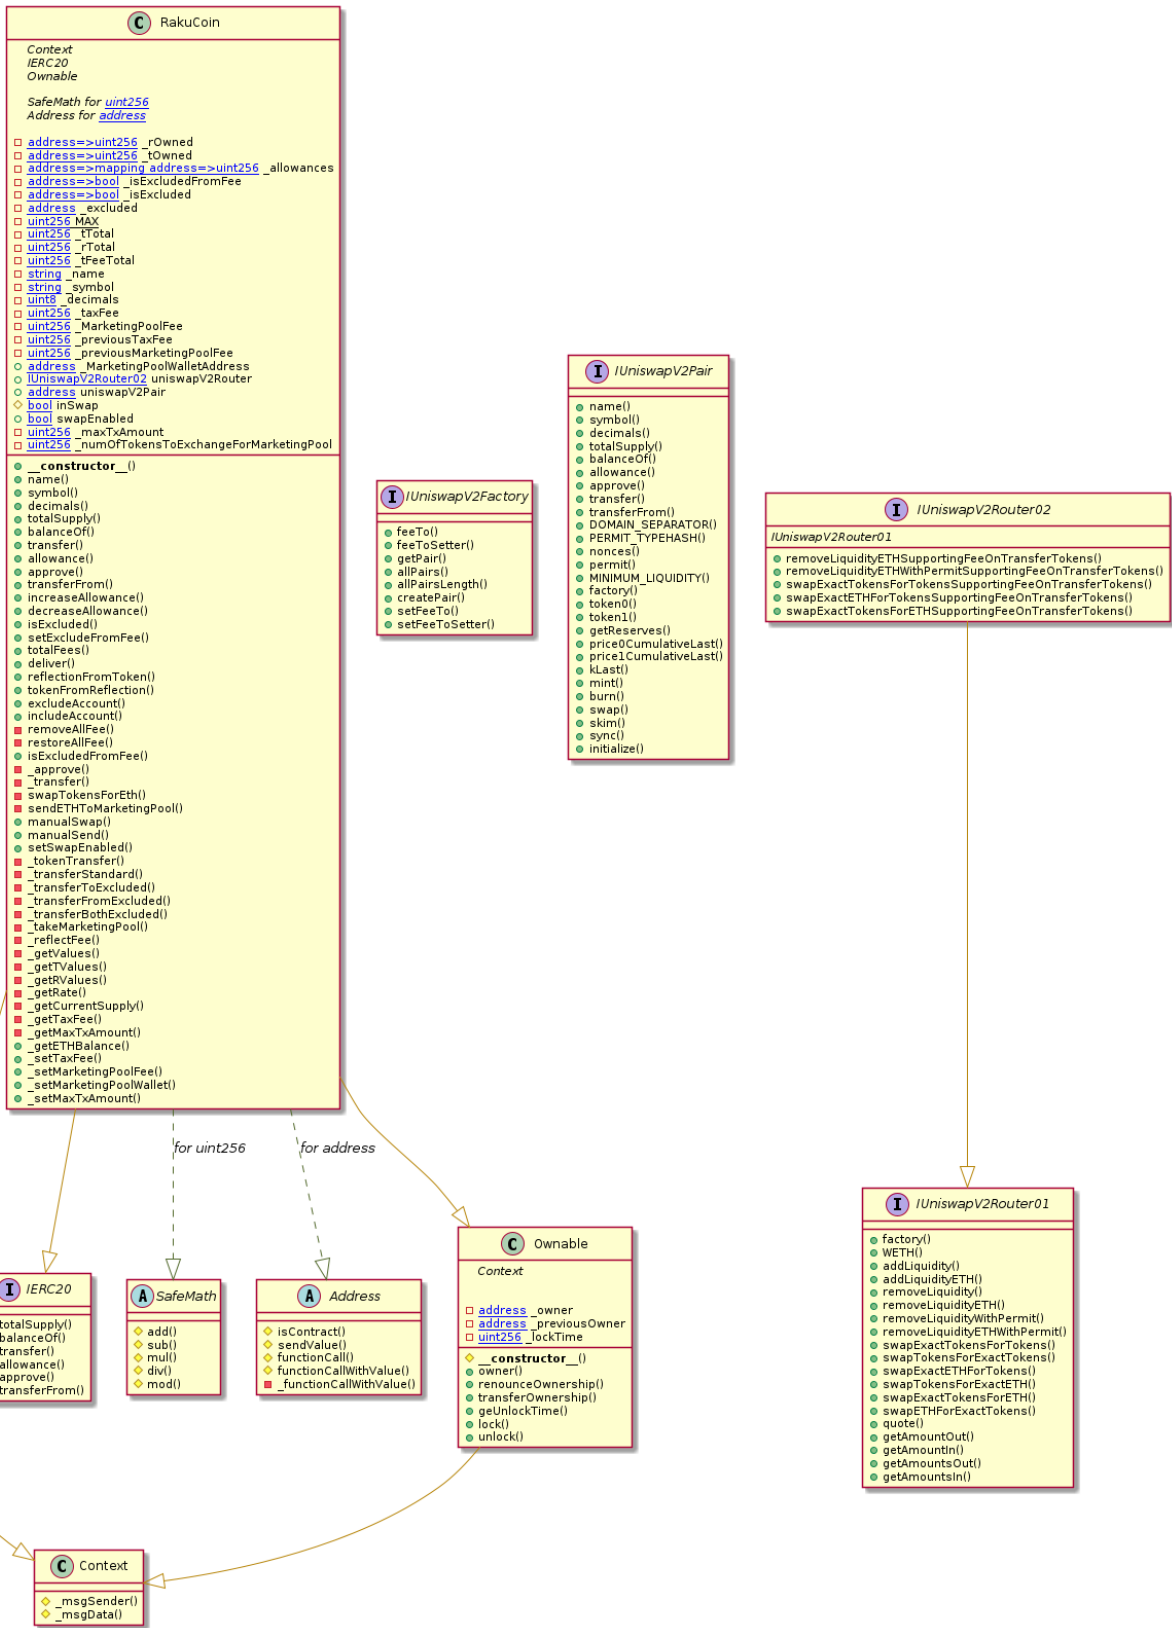 C RakuCoin
Context
IERC20
Ownable
SafeMath for uint256
Address for address
address=>uint256 _rOwned
address=>uint256 _tOwned
address=>mapping address=>uint256 _allowances
address=>bool _isExcludedFromFee
address=>bool _isExcluded
address _excluded
uint256 MAX
uint256 _tTotal
uint256 _rTotal
uint256 _tFeeTotal
string _name
string _symbol
uint8 _decimals
uint256 _taxFee
uint256 _MarketingPoolFee
uint256 _previousTaxFee
uint256 _previousMarketingPoolFee
address _MarketingPoolWalletAddress
IUniswapV2Router02 uniswapV2Router
address uniswapV2Pair
bool inSwap
bool swapEnabled
uint256 _maxTxAmount
uint256 _numOfTokensToExchangeForMarketingPool
__constructor__()
name()
symbol()
decimals()
totalSupply()
balanceOf()
transfer()
allowance()
approve()
transferFrom()
increaseAllowance()
decreaseAllowance()
isExcluded()
setExcludeFromFee()
totalFees()
deliver()
reflectionFromToken()
tokenFromReflection()
excludeAccount()
includeAccount()
removeAllFee()
restoreAllFee()
isExcludedFromFee()
_approve()
_transfer()
swapTokensForEth()
sendETHToMarketingPool()
manualSwap()
manualSend()
setSwapEnabled()
_tokenTransfer()
_transferStandard()
_transferToExcluded()
_transferFromExcluded()
_transferBothExcluded()
_takeMarketingPool()
_reflectFee()
_getValues()
_getTValues()
_getRValues()
_getRate()
_getCurrentSupply()
_getTaxFee()
_getMaxTxAmount()
_getETHBalance()
_setTaxFee()
_setMarketingPoolFee()
_setMarketingPoolWallet()
_setMaxTxAmount()
I IUniswapV2Factory
feeTo()
feeToSetter()
getPair()
allPairs()
allPairsLength()
createPair()
setFeeTo()
setFeeToSetter()
I IUniswapV2Pair
name()
symbol()
decimals()
totalSupply()
balanceOf()
allowance()
approve()
transfer()
transferFrom()
DOMAIN_SEPARATOR()
PERMIT_TYPEHASH()
nonces()
permit()
MINIMUM_LIQUIDITY()
factory()
token0()
token1()
getReserves()
price0CumulativeLast()
price1CumulativeLast()
kLast()
mint()
burn()
swap()
skim()
sync()
initialize()
I IUniswapV2Router02
IUniswapV2Router01
removeLiquidityETHSupportingFeeOnTransferTokens()
removeLiquidityETHWithPermitSupportingFeeOnTransferTokens()
swapExactTokensForTokensSupportingFeeOnTransferTokens()
swapExactETHForTokensSupportingFeeOnTransferTokens()
swapExactTokensForETHSupportingFeeOnTransferTokens()
for uint256
for address
I IERC20
totalSupply()
balanceOf()
transfer()
allowance()
approve()
transferFrom()
A SafeMath
add()
sub()
mul()
div()
mod()
A Address
isContract()
sendValue()
functionCall()
functionCallWithValue()
_functionCallWithValue()
C Ownable
Context
address _owner
address _previousOwner
uint256 _lockTime
__constructor__()
owner()
renounceOwnership()
transferOwnership()
geUnlockTime()
lock()
unlock()
I IUniswapV2Router01
factory()
WETH()
addLiquidity()
addLiquidityETH()
removeLiquidity()
removeLiquidityETH()
removeLiquidityWithPermit()
removeLiquidityETHWithPermit()
swapExactTokensForTokens()
swapTokensForExactTokens()
swapExactETHForTokens()
swapTokensForExactETH()
swapExactTokensForETH()
swapETHForExactTokens()
quote()
getAmountOut()
getAmountIn()
getAmountsOut()
getAmountsIn()
C Context
_msgSender()
_msgData()